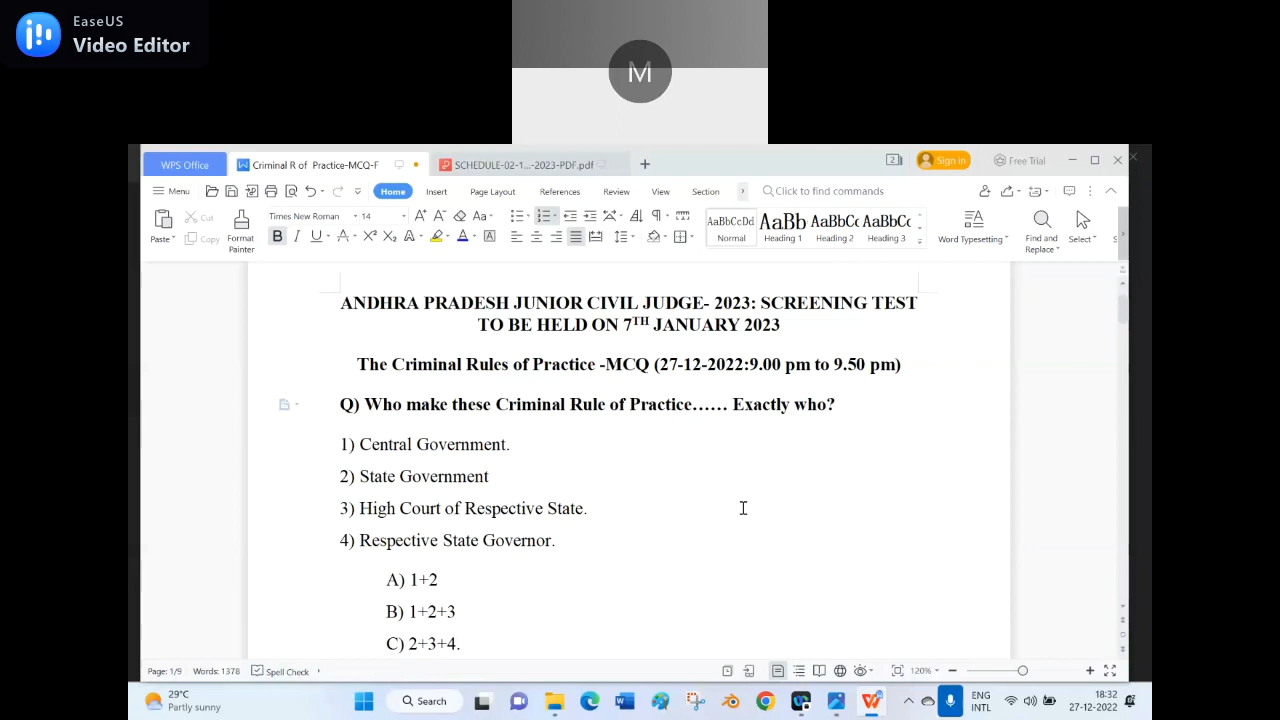 EaseUS
Video Editor
M
WPS Office
Criminal R of Practice-MCQ-F
SCHEDULE-02-1...-2023-PDF.pdf
+
2
Sign in
Free Trial
Menu
Home
Insert
Page Layout
References
Review
View
Section
Click to find commands
Paste
Cut
Copy
Format
Painter
Times New Roman
14
AaBbCcDd
Normal
AaBb
Heading 1
AaBbCc
Heading 2
AaBbCc
Heading 3
Word Typesetting
Find and
Replace
Select
ANDHRA PRADESH JUNIOR CIVIL JUDGE- 2023: SCREENING TEST
TO BE HELD ON 7TH JANUARY 2023
The Criminal Rules of Practice -MCQ (27-12-2022:9.00 pm to 9.50 pm)
Q) Who make these Criminal Rule of Practice…… Exactly who?
1) Central Government.
2) State Government
3) High Court of Respective State.
4) Respective State Governor.
A) 1+2
B) 1+2+3
C) 2+3+4.
Page: 1/9
Words: 1378
Spell Check
120%
29°C
Partly sunny
Search
ENG
INTL
18:32
27-12-2022